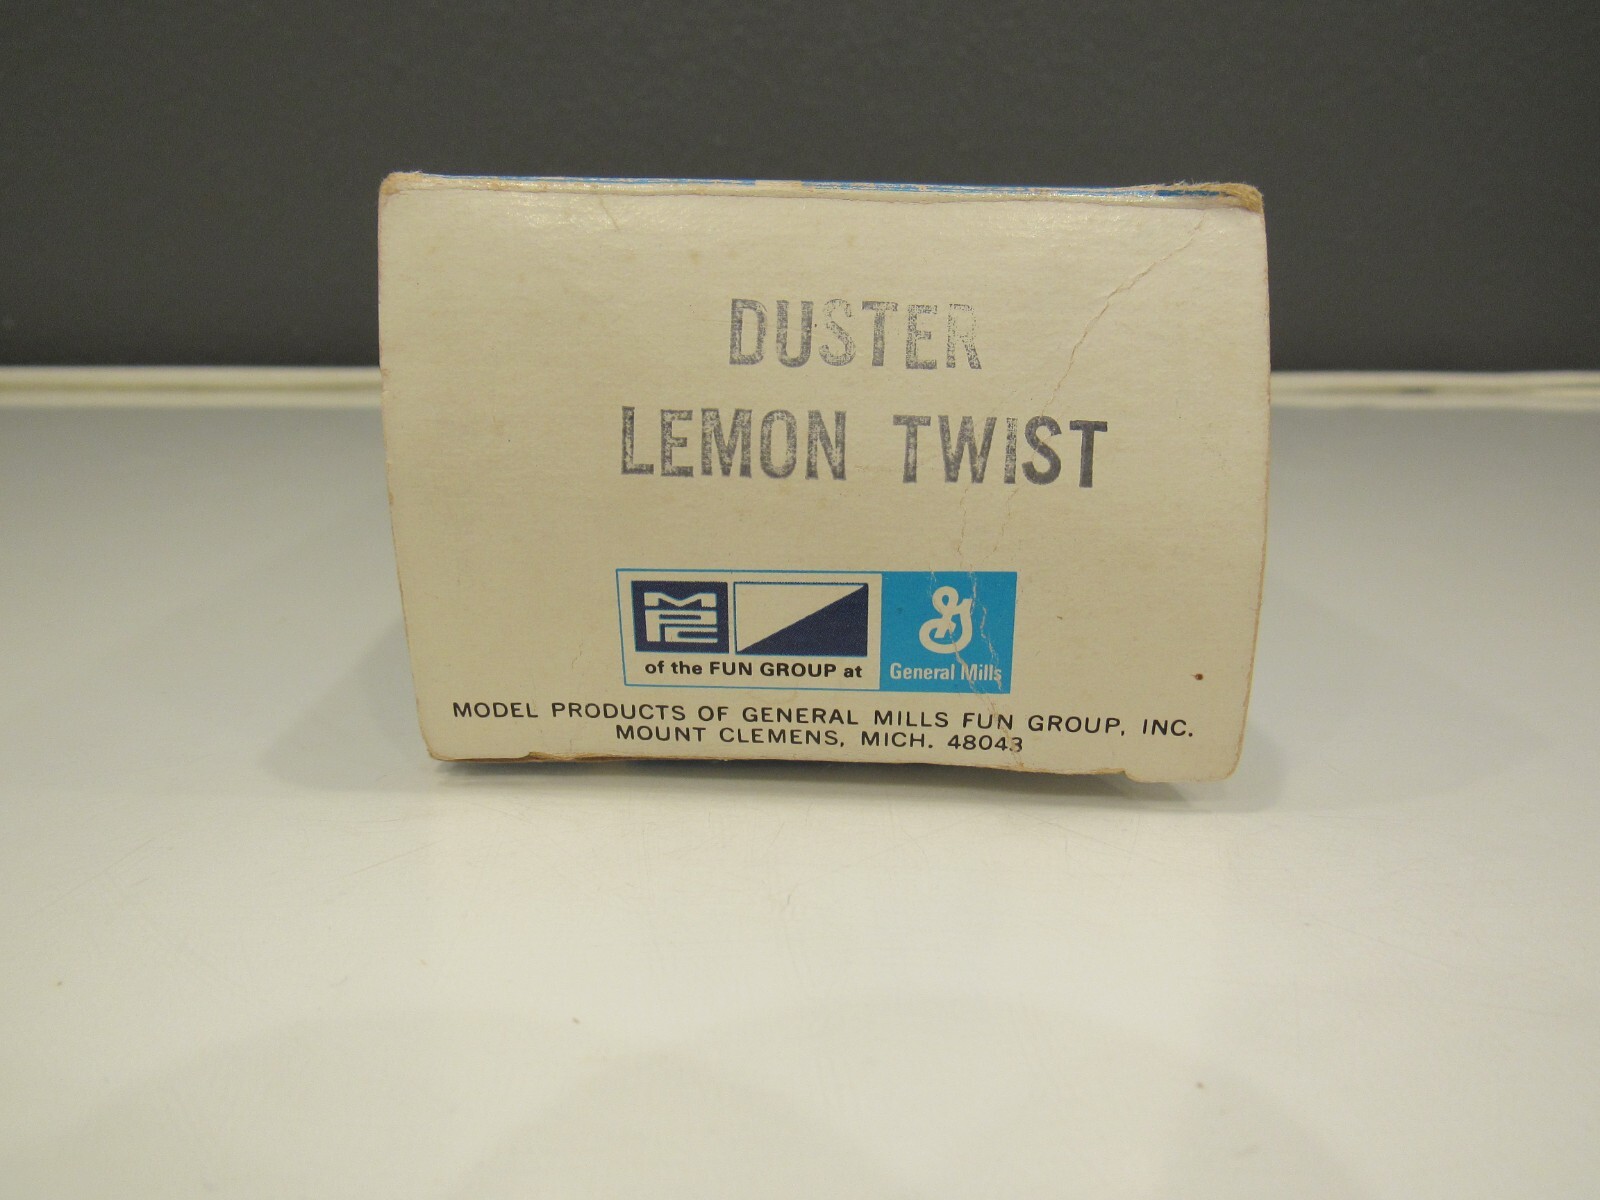 DUSTER
LEMON TWIST
MPC
of the FUN GROUP at
G
General Mills
MODEL PRODUCTS OF GENERAL MILLS FUN GROUP, INC.
MOUNT CLEMENS, MICH. 48043